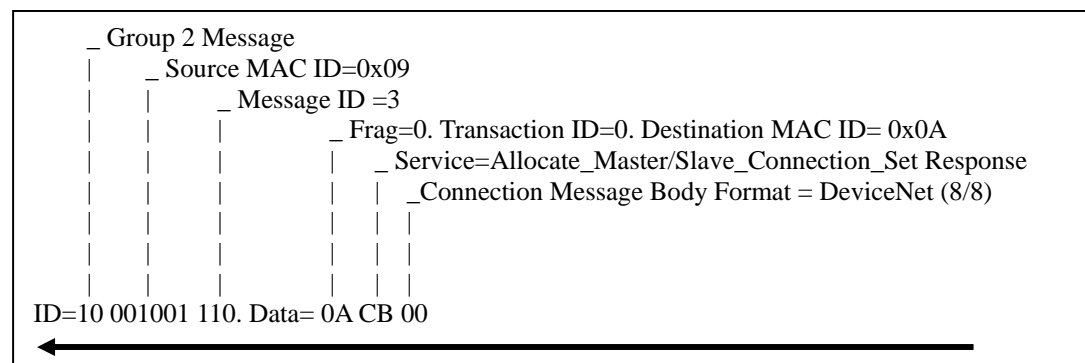 _ Group 2 Message
| _ Source MAC ID=0x09
| | _ Message ID =3
| | | _ Frag=0. Transaction ID=0. Destination MAC ID= 0x0A
| | | | _ Service=Allocate_Master/Slave_Connection_Set Response
| | | | | _Connection Message Body Format = DeviceNet (8/8)
| | | | | |
| | | | | |
| | | | | |
ID=10 001001 110. Data= 0A CB 00